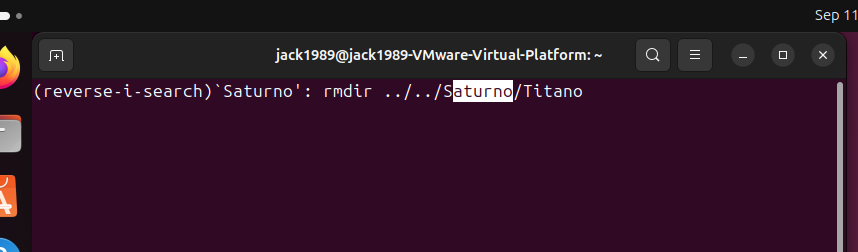 Sep 11
jack1989@jack1989-VMware-Virtual-Platform: ~
(reverse-i-search)`Saturno': rmdir ../../Saturno/Titano